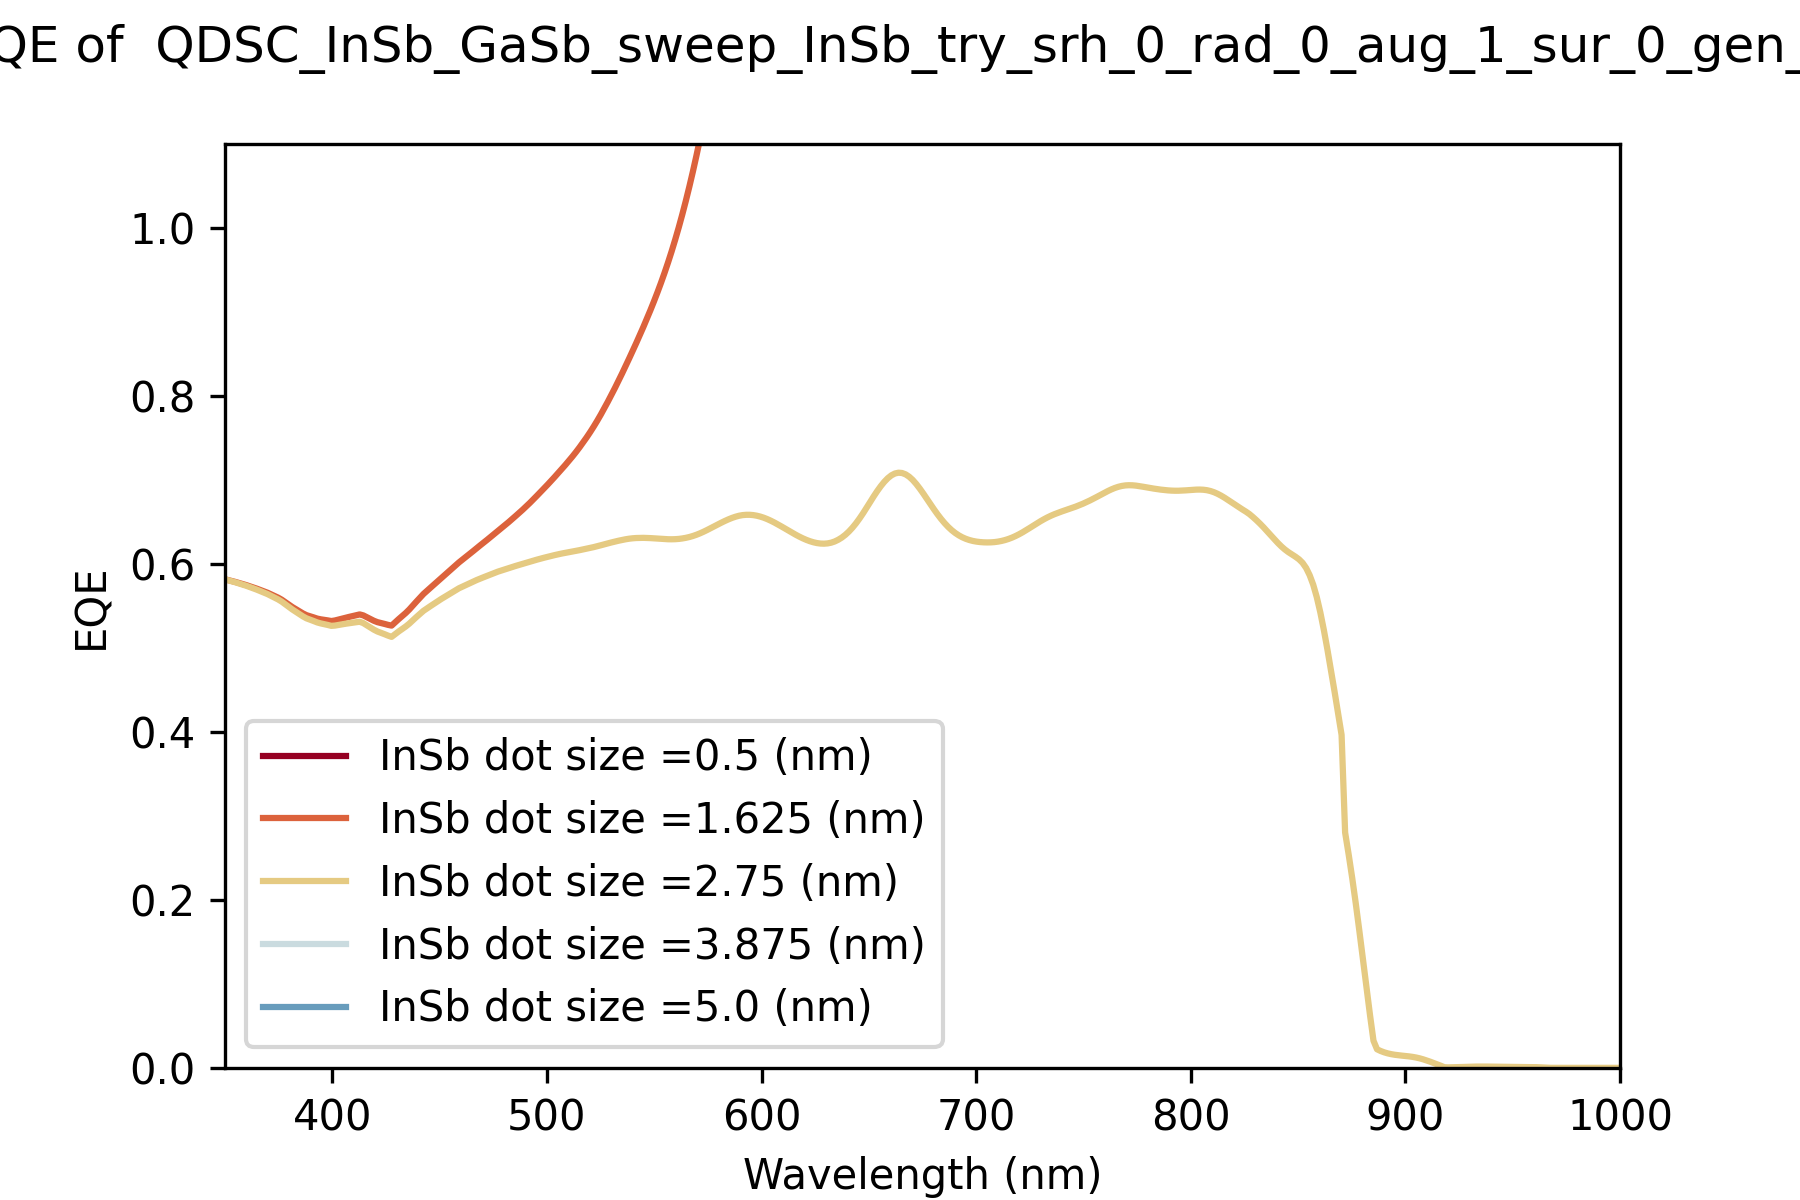 QE of  QDSC_InSb_GaSb_sweep_InSb_try_srh_0_rad_0_aug_1_sur_0_gen_
1.0
0.8
0.6
0.4
0.2
0.0
EQE
InSb dot size =0.5 (nm)
InSb dot size =1.625 (nm)
InSb dot size =2.75 (nm)
InSb dot size =3.875 (nm)
InSb dot size =5.0 (nm)
400 500 600 700 800 900 1000
Wavelength (nm)